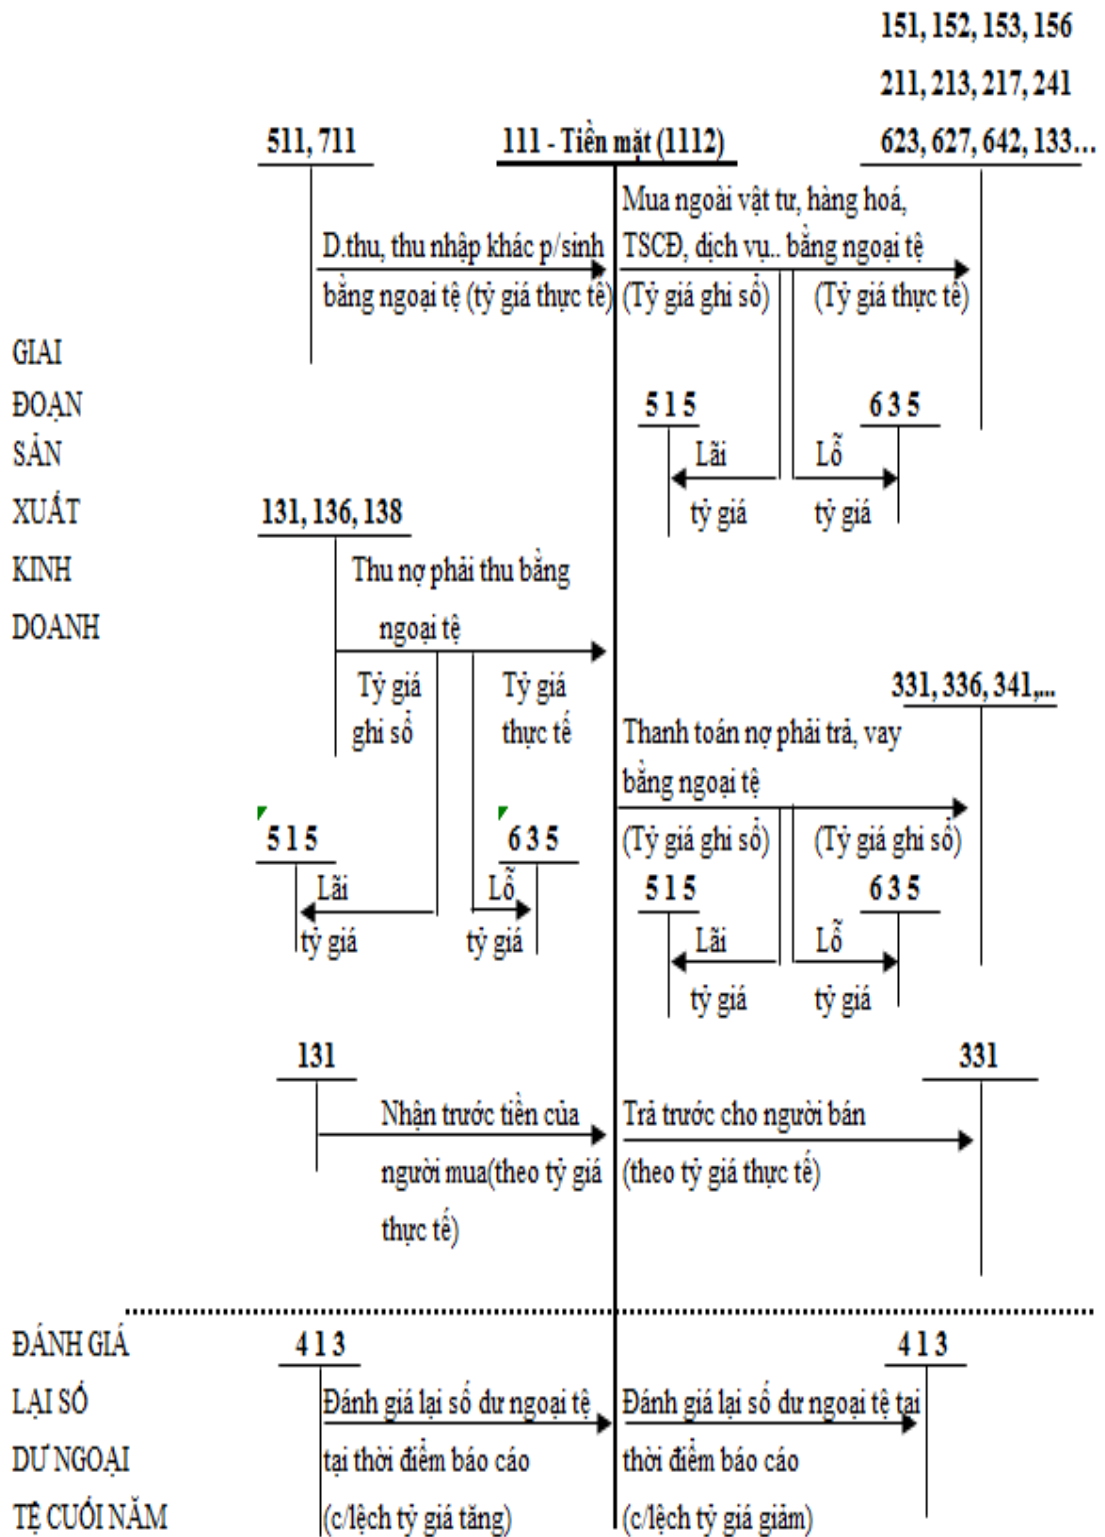 151, 152, 153, 156
211, 213, 217, 241
511, 711
111 - Tiền mặt (1112)
623, 627, 642, 133...
D.thu, thu nhập khác p/sinh
bằng ngoại tệ (tỷ giá thực tế)
Mua ngoài vật tư, hàng hoá,
TSCĐ, dịch vụ.. bằng ngoại tệ
(Tỷ giá ghi sổ)
(Tỷ giá thực tế)
GIAI
ĐOẠN
SẢN
XUẤT
KINH
DOANH
515
635
Lãi
tỷ giá
Lỗ
tỷ giá
131, 136, 138
Thu nợ phải thu bằng
ngoại tệ
Tỷ giá
ghi sổ
Tỷ giá
thực tế
515
635
Lãi
tỷ giá
Lỗ
tỷ giá
331, 336, 341,...
Thanh toán nợ phải trả, vay
bằng ngoại tệ
(Tỷ giá ghi sổ)
(Tỷ giá ghi sổ)
515
635
Lãi
tỷ giá
Lỗ
tỷ giá
131
Nhận trước tiền của
người mua(theo tỷ giá
thực tế)
331
Trả trước cho người bán
(theo tỷ giá thực tế)
ĐÁNH GIÁ
LẠI SỐ
DƯ NGOẠI
TỆ CUỐI NĂM
413
Đánh giá lại số dư ngoại tệ
tại thời điểm báo cáo
(c/lệch tỷ giá tăng)
413
Đánh giá lại số dư ngoại tệ tại
thời điểm báo cáo
(c/lệch tỷ giá giảm)